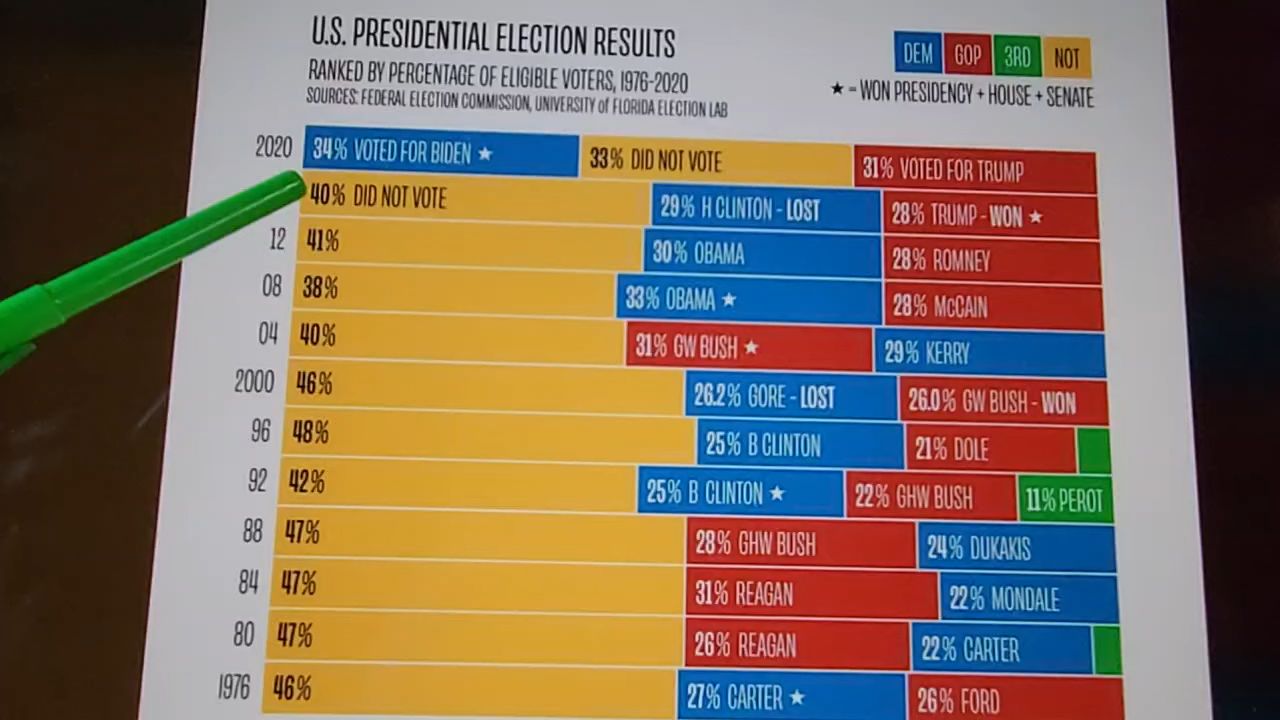 U.S. PRESIDENTIAL ELECTION RESULTS
RANKED BY PERCENTAGE OF ELIGIBLE VOTERS, 1976-2020
SOURCES: FEDERAL ELECTION COMMISSION, UNIVERSITY of FLORIDA ELECTION LAB
DEM GOP 3RD NOT
★ = WON PRESIDENCY + HOUSE + SENATE
2020 34% VOTED FOR BIDEN ★ 33% DID NOT VOTE 31% VOTED FOR TRUMP
40% DID NOT VOTE 29% H CLINTON - LOST 28% TRUMP - WON ★
12 41% 30% OBAMA 28% ROMNEY
08 38% 33% OBAMA ★ 28% McCAIN
04 40% 31% GW BUSH ★ 29% KERRY
2000 46% 26.2% GORE - LOST 26.0% GW BUSH - WON
96 48% 25% B CLINTON 21% DOLE
92 42% 25% B CLINTON ★ 22% GHW BUSH 11% PEROT
88 47% 28% GHW BUSH 24% DUKAKIS
84 47% 31% REAGAN 22% MONDALE
80 47% 26% REAGAN 22% CARTER
1976 46% 27% CARTER ★ 26% FORD